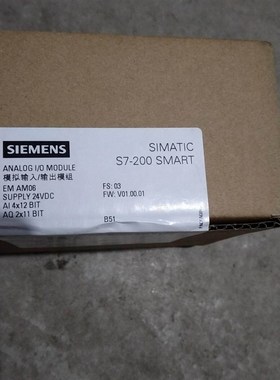 SIEMENS
SIMATIC
S7-200 SMART
ANALOG I/O MODULE
模拟输入/输出模组
EM AM06
SUPPLY 24VDC
AI 4x12 BIT
AQ 2x11 BIT
FS: 03
FW: V01.00.01
B51